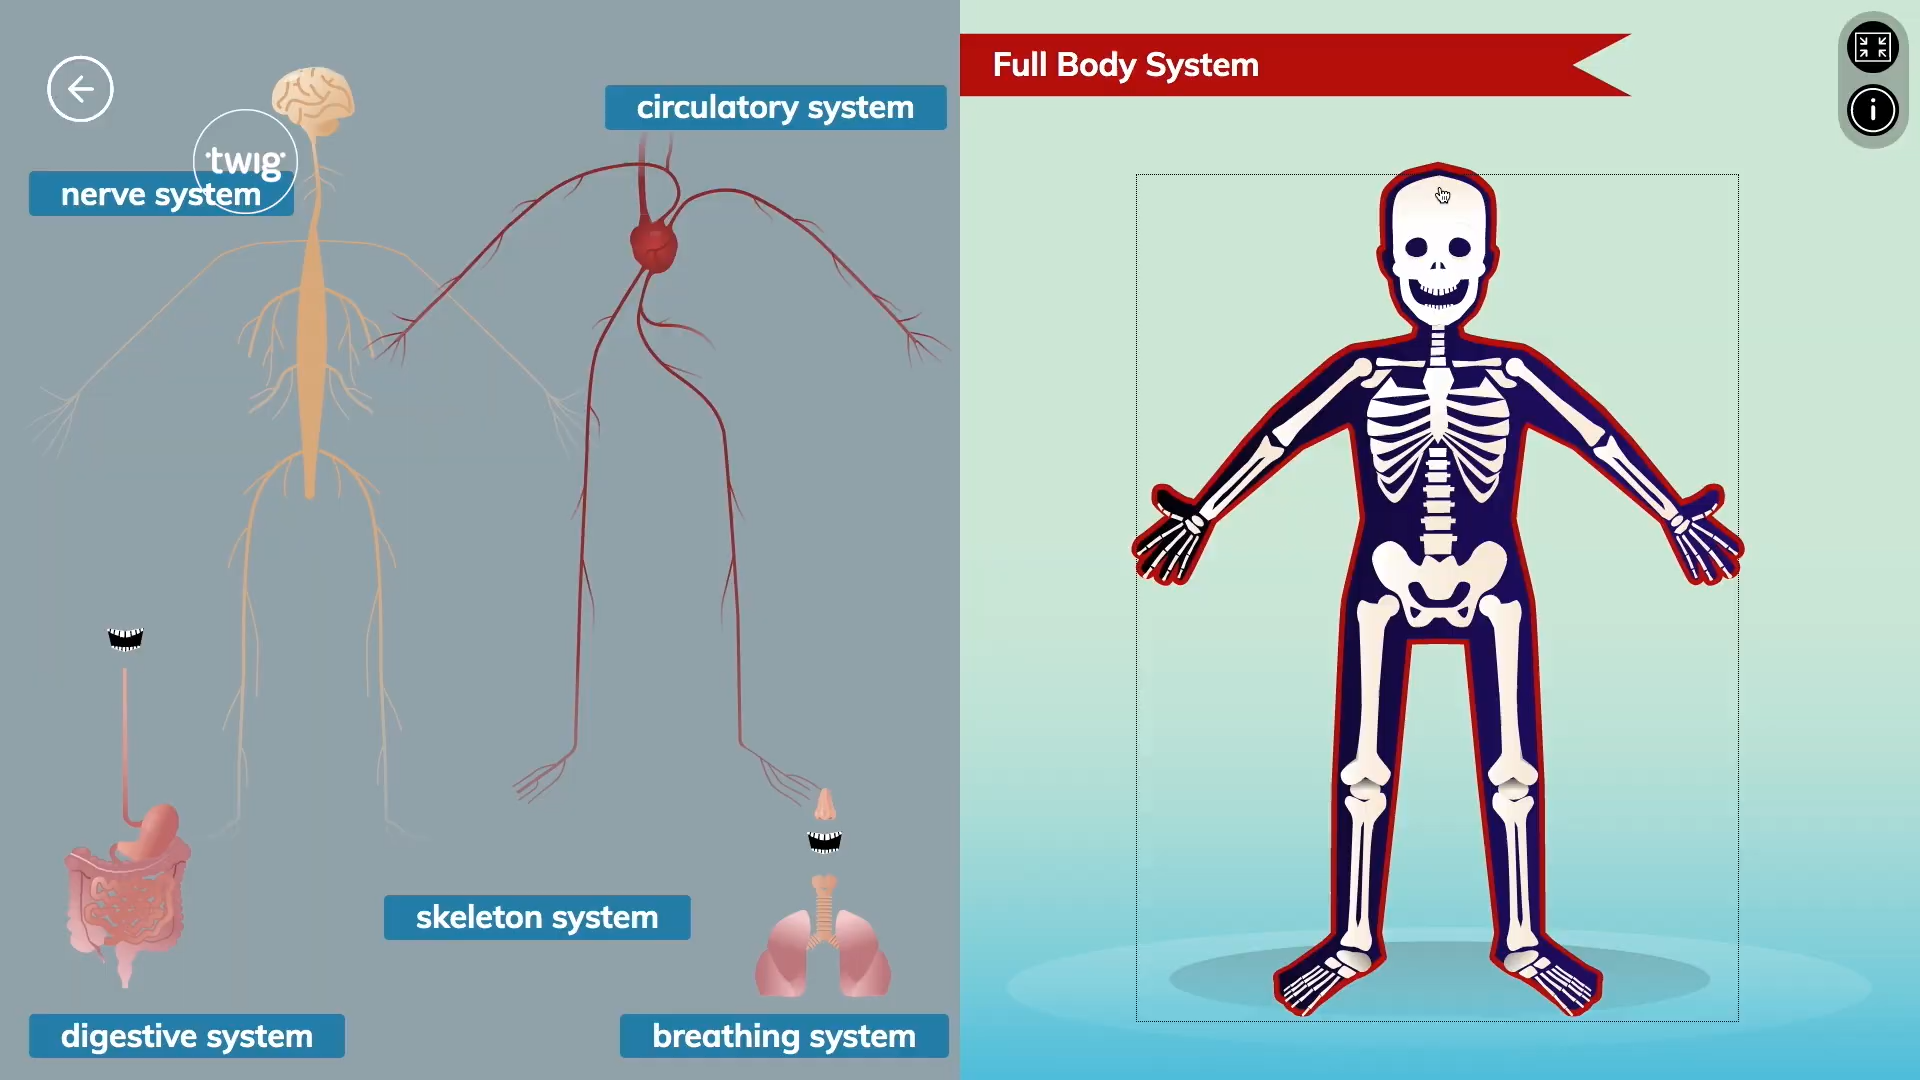 circulatory system
twig
nerve system
skeleton system
digestive system
breathing system
Full Body System
i